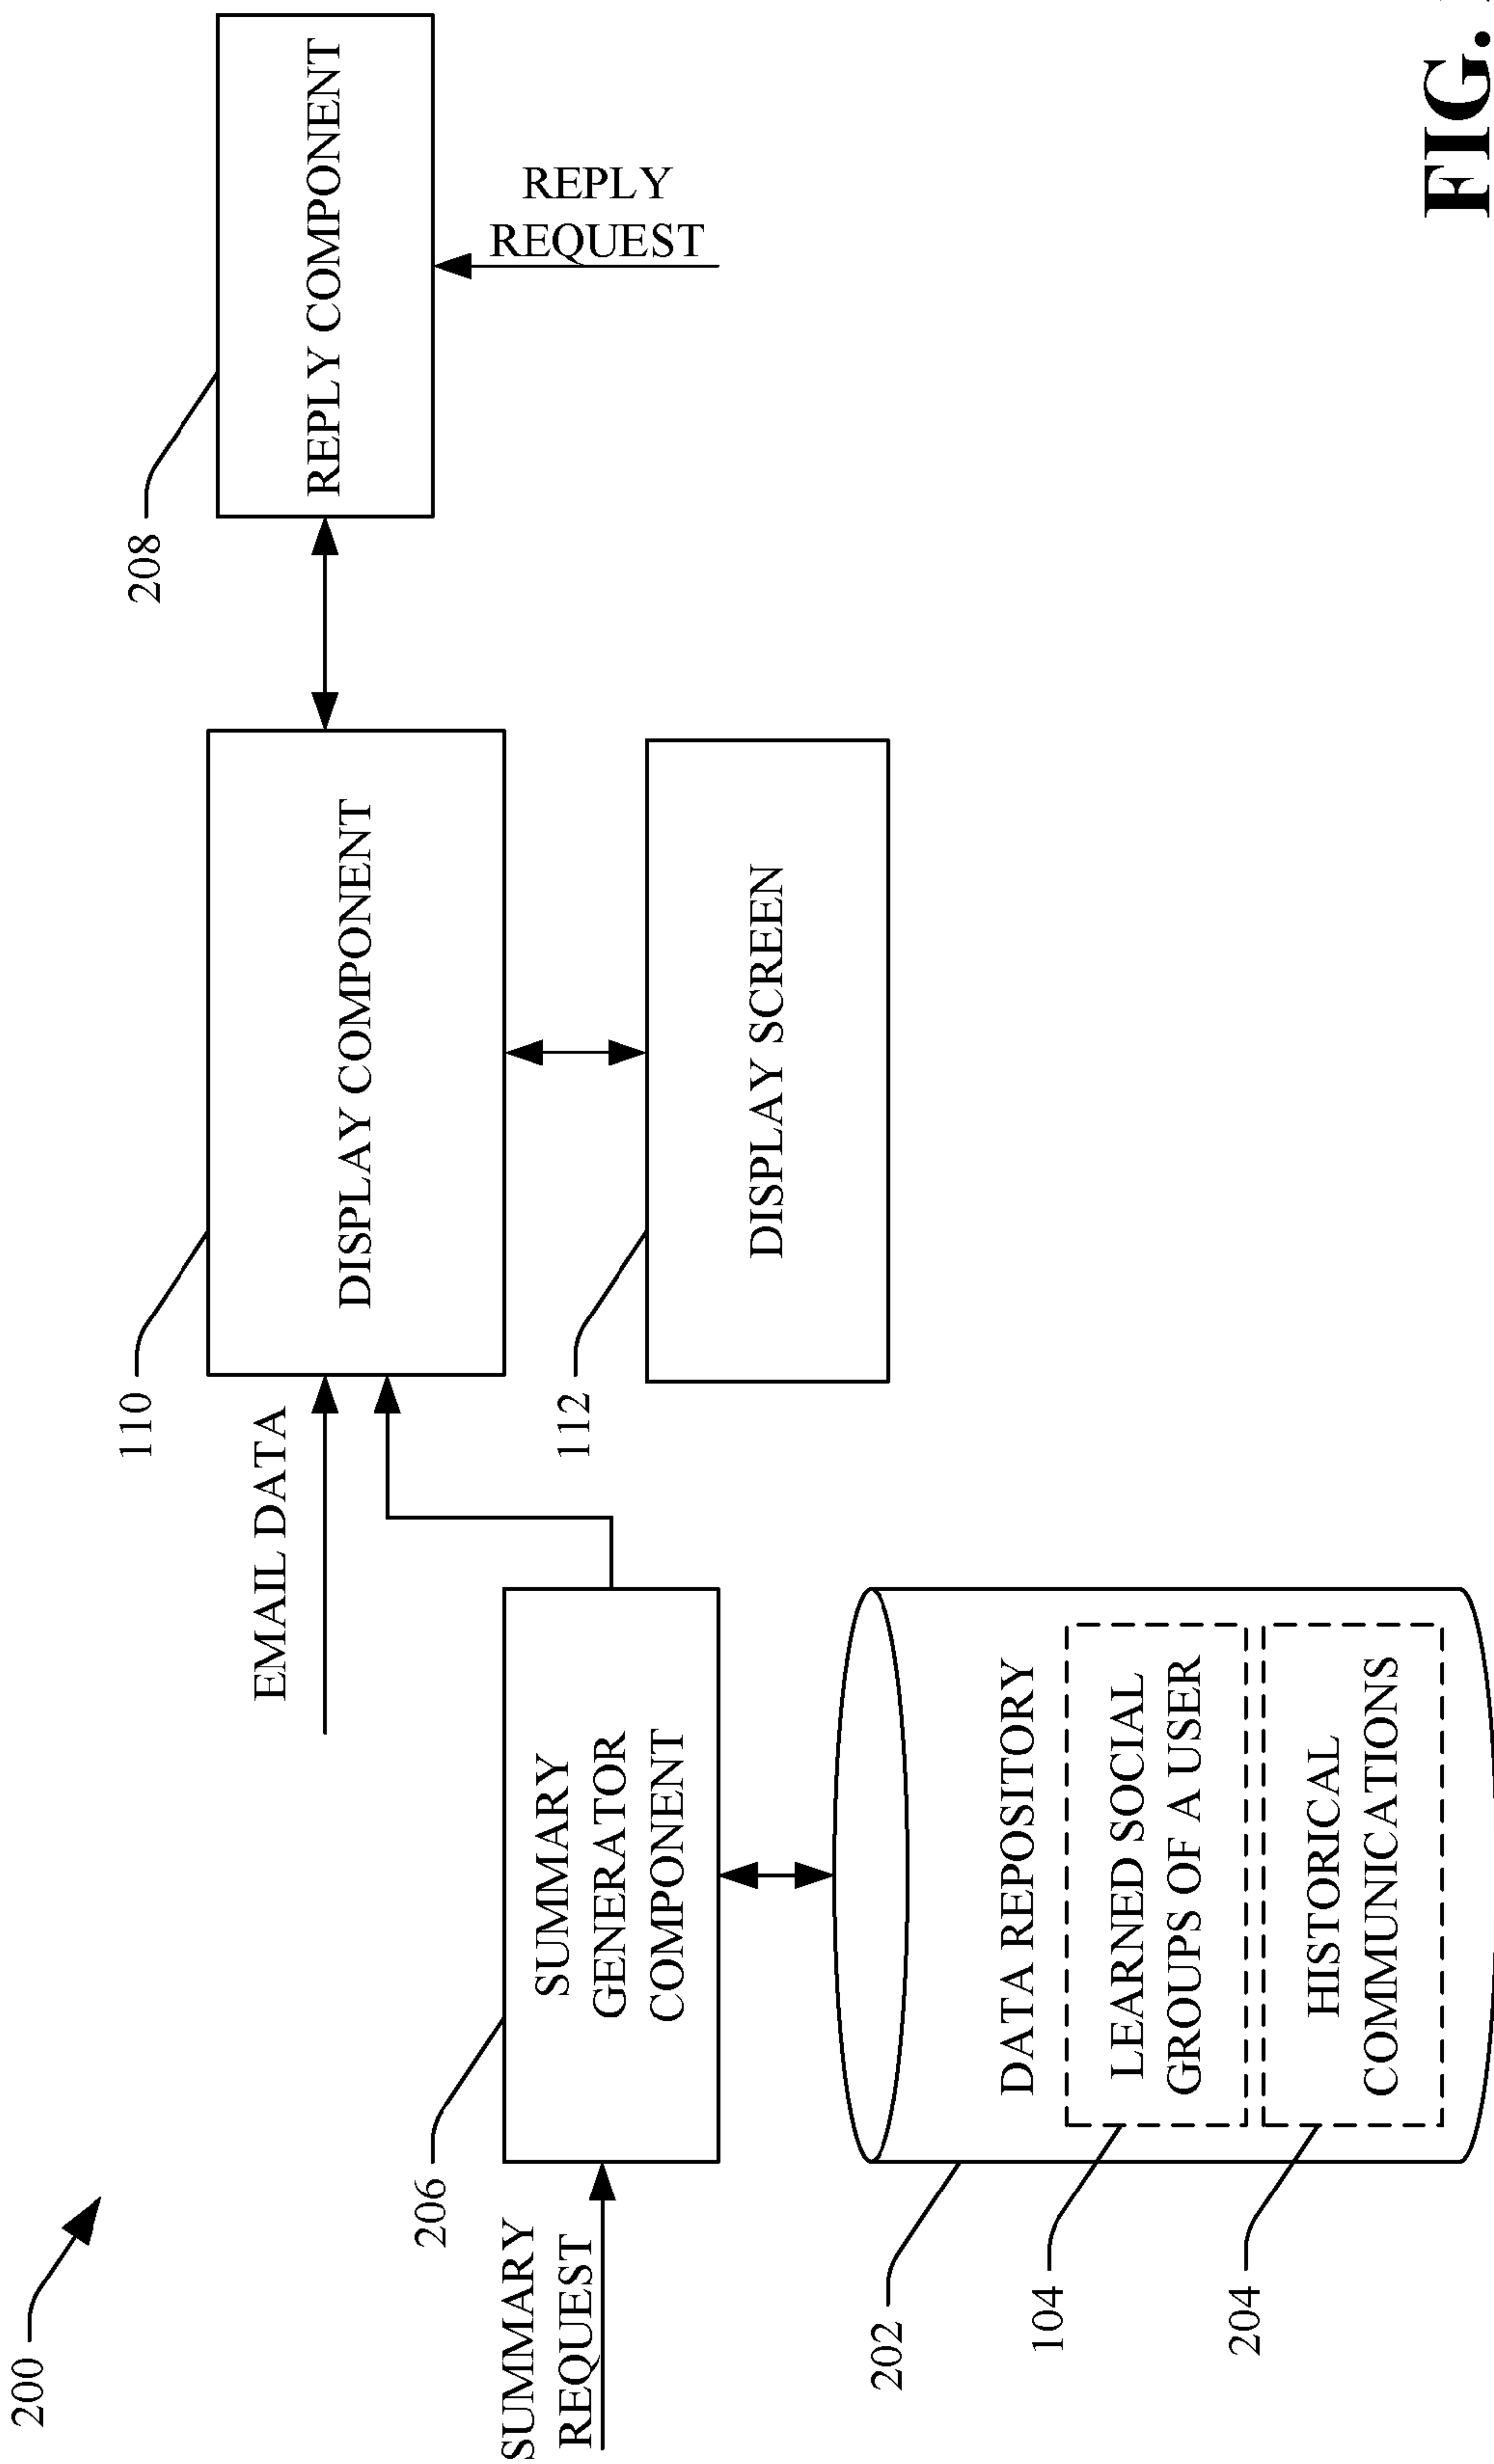 200
EMAIL DATA
110
DISPLAY COMPONENT
208
REPLY COMPONENT
REPLY
REQUEST
SUMMARY
REQUEST
206
SUMMARY
GENERATOR
COMPONENT
112
DISPLAY SCREEN
202
DATA REPOSITORY
104
LEARNED SOCIAL
GROUPS OF A USER
204
HISTORICAL
COMMUNICATIONS
FIG.